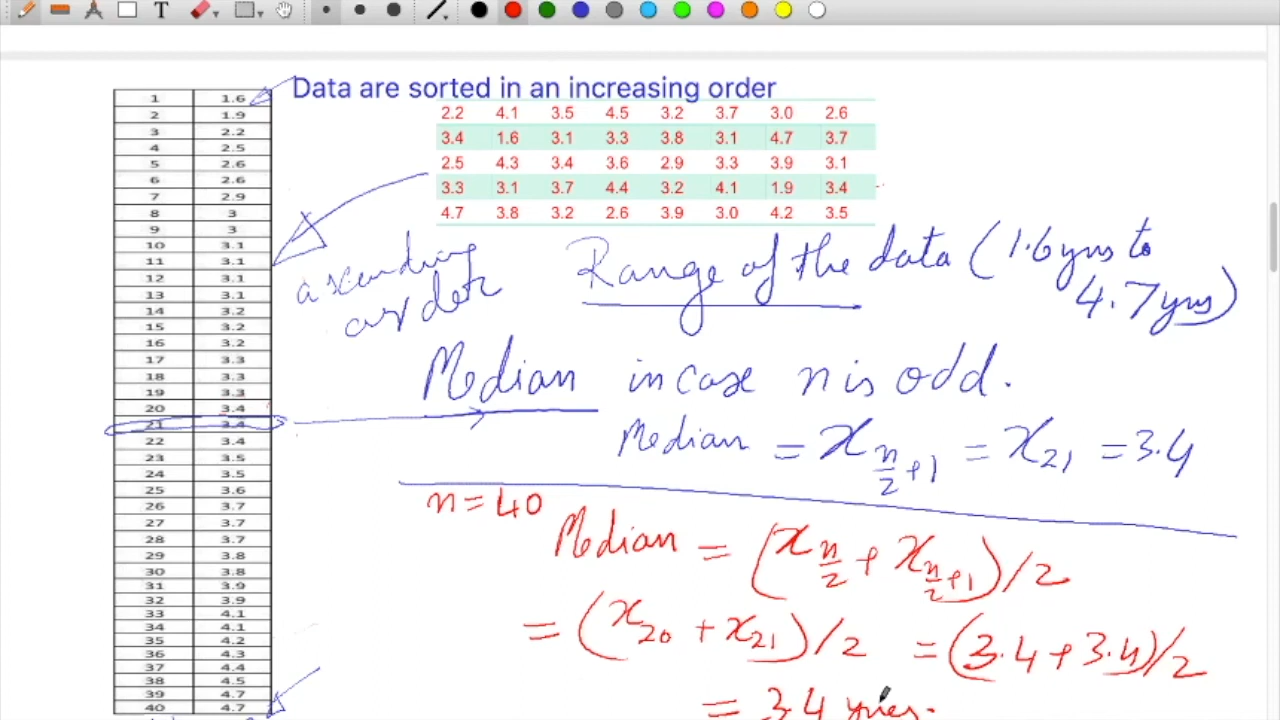 T
Data are sorted in an increasing order
1 1.6
2 1.9
3 2.2
4 2.5
5 2.6
6 2.6
7 2.9
8 3
9 3
10 3.1
11 3.1
12 3.1
13 3.1
14 3.2
15 3.2
16 3.2
17 3.3
18 3.3
19 3.3
20 3.4
21 3.4
22 3.4
23 3.5
24 3.5
25 3.6
26 3.7
27 3.7
28 3.7
29 3.8
30 3.8
31 3.9
32 3.9
33 4.1
34 4.1
35 4.2
36 4.3
37 4.4
38 4.5
39 4.7
40 4.7
2.2 4.1 3.5 4.5 3.2 3.7 3.0 2.6
3.4 1.6 3.1 3.3 3.8 3.1 4.7 3.7
2.5 4.3 3.4 3.6 2.9 3.3 3.9 3.1
3.3 3.1 3.7 4.4 3.2 4.1 1.9 3.4
4.7 3.8 3.2 2.6 3.9 3.0 4.2 3.5
ascending
Range of the data (1.6 yrs to
4.7 yrs)
Median in case n is odd.
Median = x n/2+1 = x21 = 3.4
n = 40
Median = (x n/2 + x n/2+1)/2
= (x20 + x21)/2 = (3.4 + 3.4)/2
= 3.4